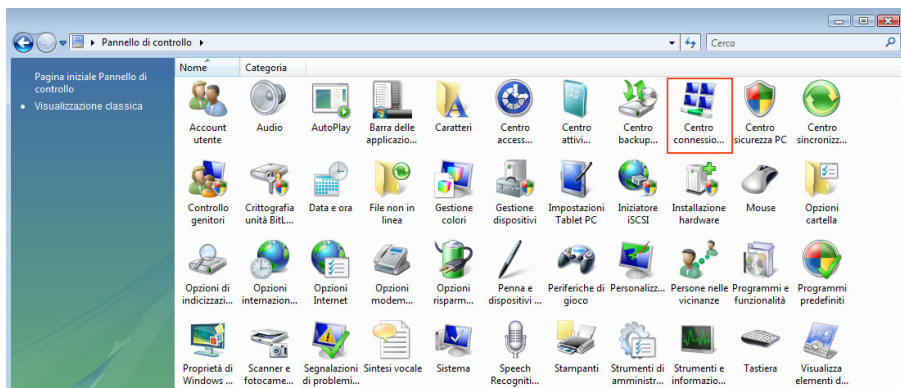 Pannello di controllo
Cerca
Nome Categoria
Pagina iniziale Pannello di
controllo
Visualizzazione classica
Account Audio AutoPlay Barra delle Caratteri Centro Centro Centro Centro Centro Centro
utente applicazio... access... attivi... backup... connessio... sicurezza PC sincronizz...
Controllo Crittografia Data e ora File non in Gestione Gestione Impostazioni Iniziatore Installazione Mouse Opzioni
genitori unità BitL... linea colori dispositivi Tablet PC iSCSI hardware cartella
Opzioni di Opzioni Opzioni Opzioni Opzioni Penna e Periferiche di Personalizz... Persone nelle Programmi e Programmi
indicizzazi... internazion... Internet modem... risparm... dispositivi ... gioco vicinanze funzionalità predefiniti
Proprietà di Scanner e Segnalazioni Sintesi vocale Sistema Speech Stampanti Strumenti di Strumenti e Tastiera Visualizza
Windows ... fotocame... di problemi... Recogniti... amministr... informazio... elementi d...